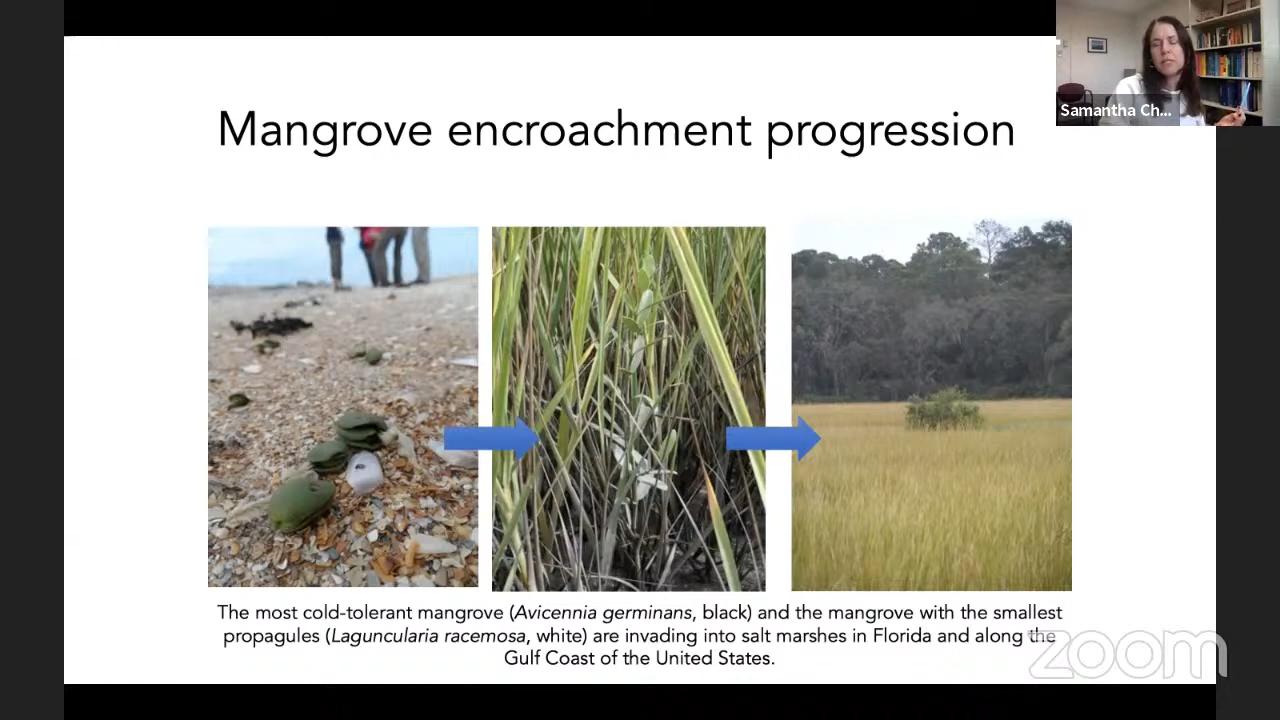 Samantha Ch...
Mangrove encroachment progression
The most cold-tolerant mangrove (Avicennia germinans, black) and the mangrove with the smallest
propagules (Laguncularia racemosa, white) are invading into salt marshes in Florida and along the
Gulf Coast of the United States.
zoom